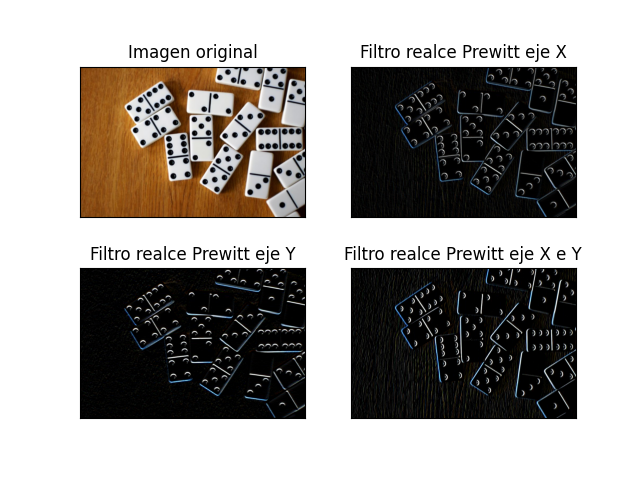 Imagen original
Filtro realce Prewitt eje X
Filtro realce Prewitt eje Y
Filtro realce Prewitt eje X e Y